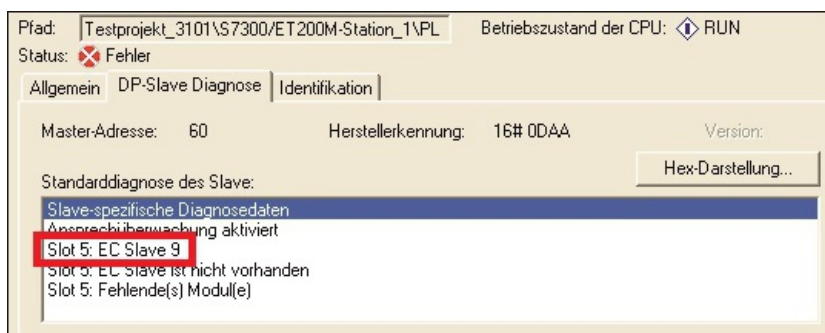 Pfad: Testprojekt_3101\S7300/ET200M-Station_1\PL Betriebszustand der CPU: RUN
Status: Fehler
Allgemein DP-Slave Diagnose Identifikation
Master-Adresse: 60 Herstellerkennung: 16# 0DAA Version:
Hex-Darstellung...
Standarddiagnose des Slave:
Slave-spezifische Diagnosedaten
Ansprechüberwachung aktiviert
Slot 5: EC Slave 9
Slot 5: EC Slave ist nicht vorhanden
Slot 5: Fehlende(s) Modul(e)